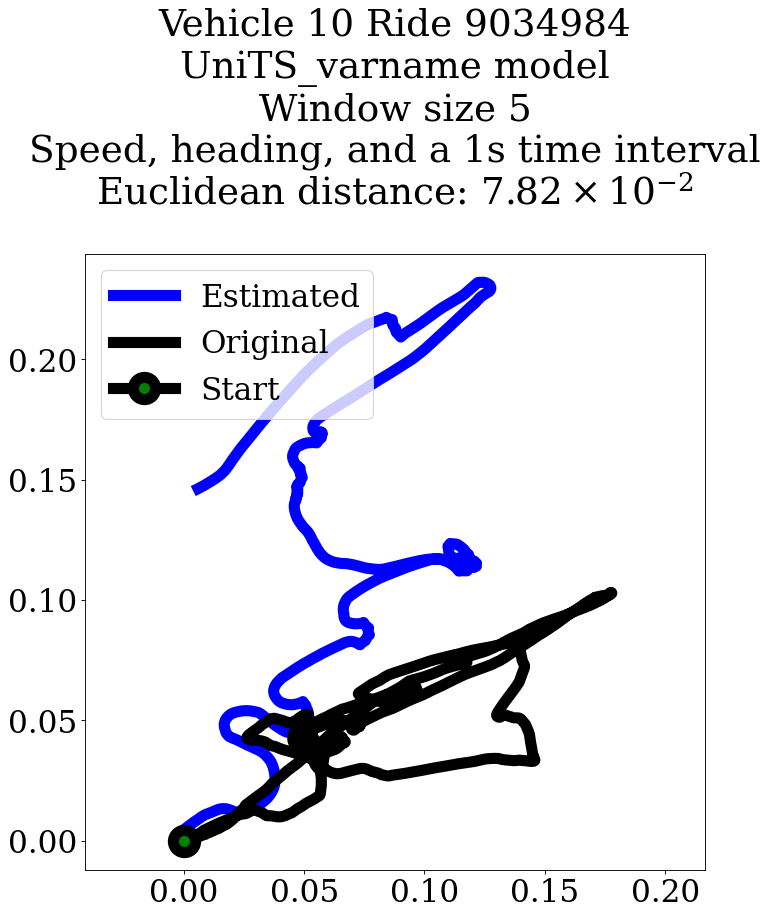 Vehicle 10 Ride 9034984
UniTS_varname model
Window size 5
Speed, heading, and a 1s time interval
Euclidean distance: 7.82 × 10⁻²
Estimated
Original
Start
0.20
0.15
0.10
0.05
0.00
0.00 0.05 0.10 0.15 0.20